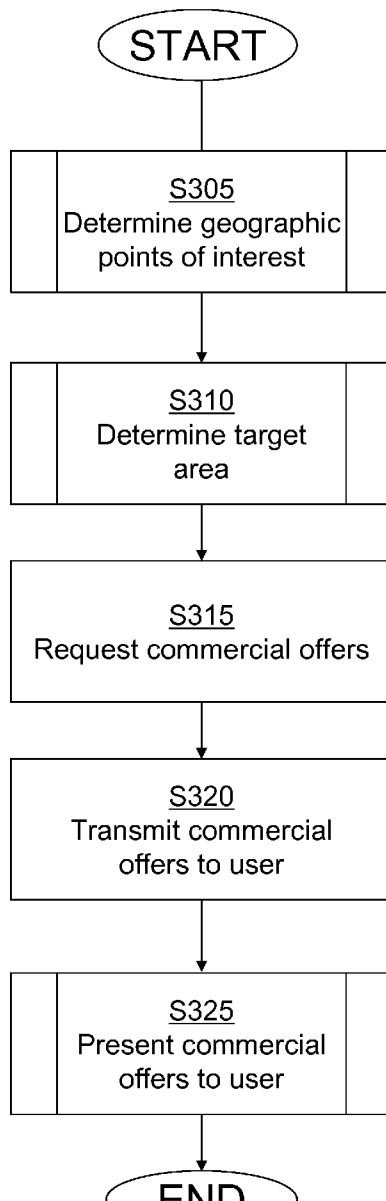 START
S305
Determine geographic
points of interest
S310
Determine target
area
S315
Request commercial offers
S320
Transmit commercial
offers to user
S325
Present commercial
offers to user
END